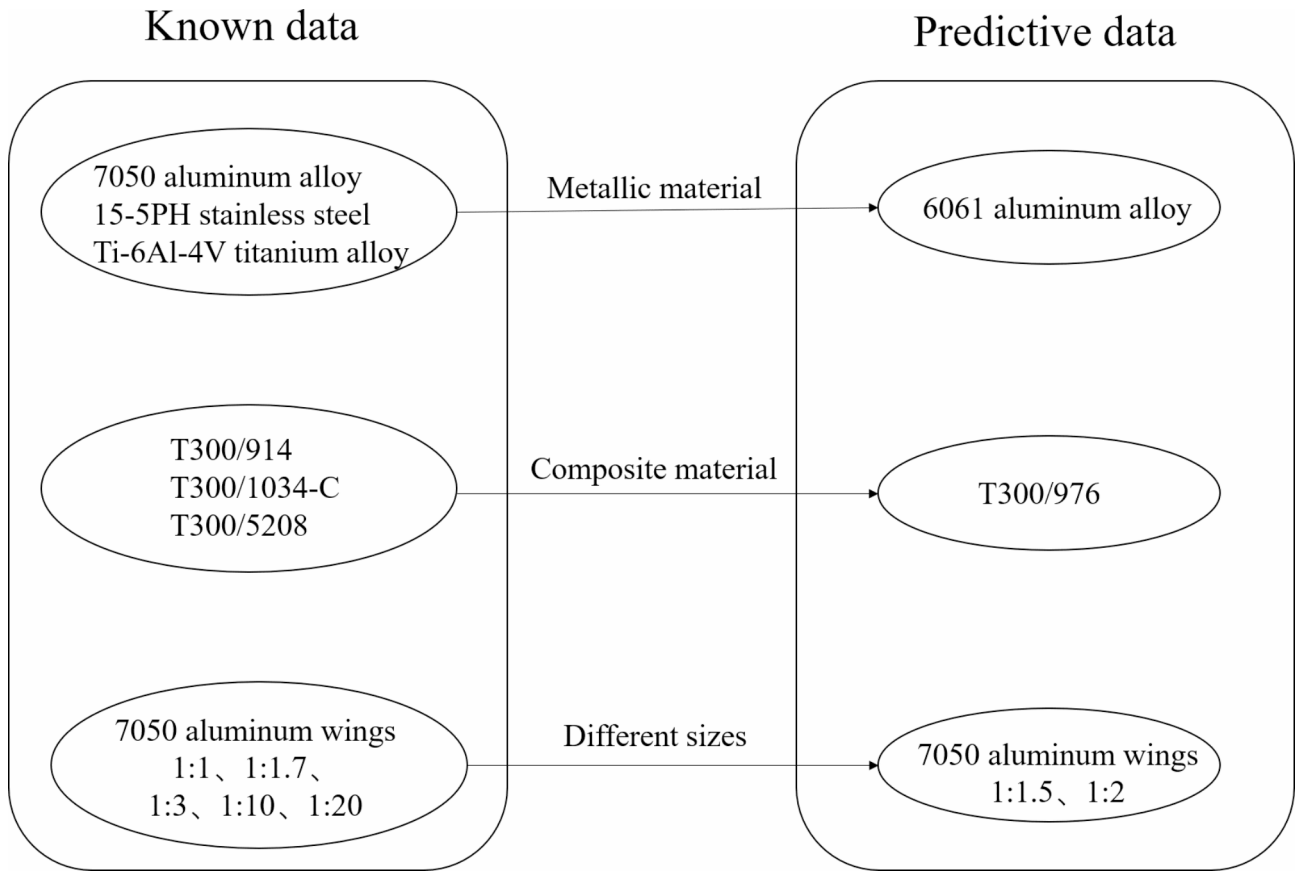 Known data
Predictive data
7050 aluminum alloy
15-5PH stainless steel
Ti-6Al-4V titanium alloy
Metallic material
6061 aluminum alloy
T300/914
T300/1034-C
T300/5208
Composite material
T300/976
7050 aluminum wings
1:1、1:1.7、
1:3、1:10、1:20
Different sizes
7050 aluminum wings
1:1.5、1:2